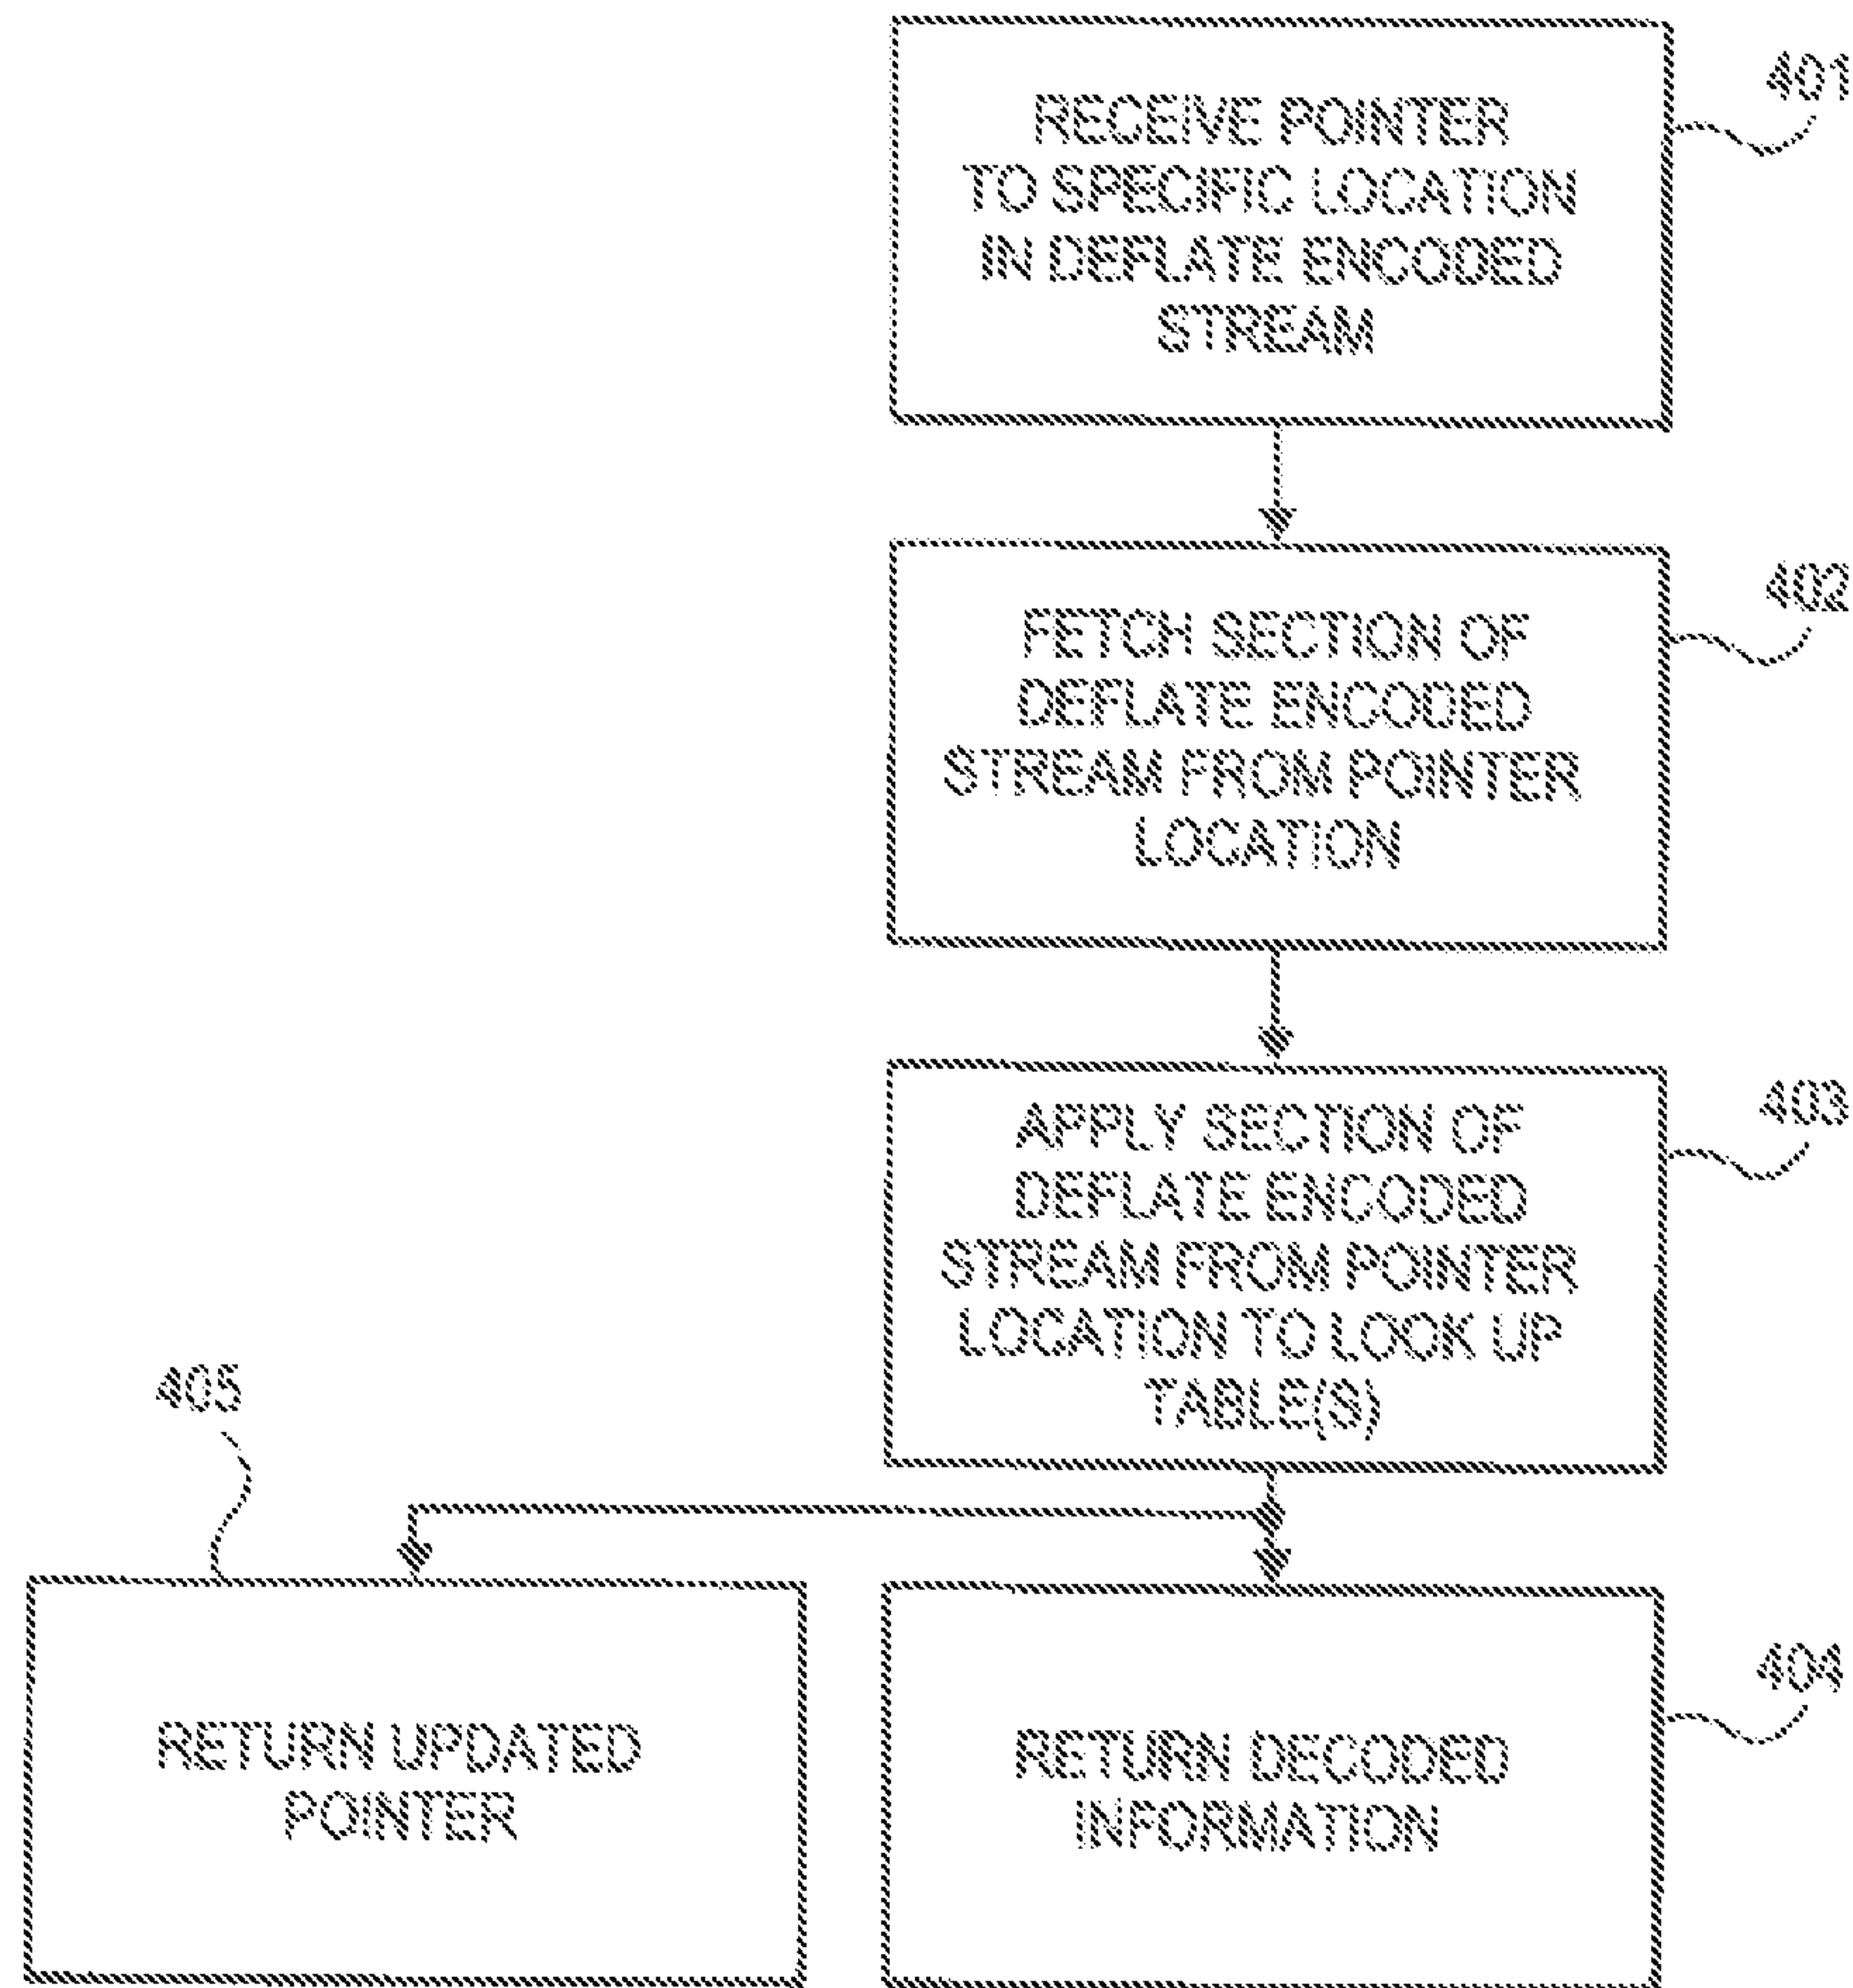 401
RECEIVE POINTER
TO SPECIFIC LOCATION
IN DEFLATE ENCODED
STREAM
402
FETCH SECTION OF
DEFLATE ENCODED
STREAM FROM POINTER
LOCATION
403
APPLY SECTION OF
DEFLATE ENCODED
STREAM FROM POINTER
LOCATION TO LOOK UP
TABLE(S)
405
RETURN UPDATED
POINTER
404
RETURN DECODED
INFORMATION